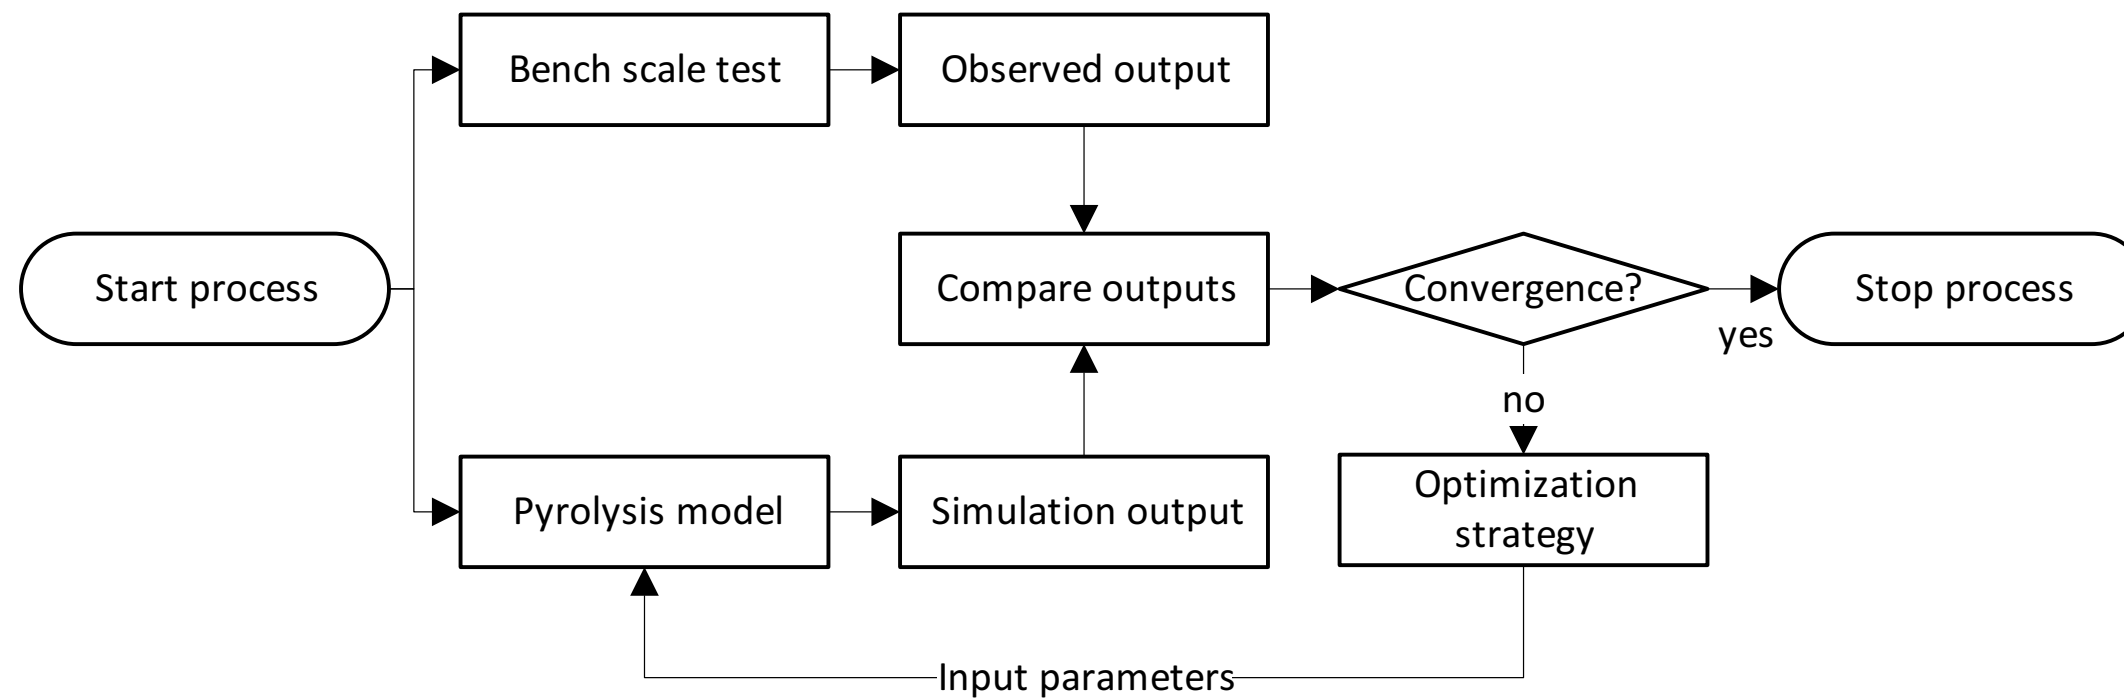 Bench scale test
Observed output
Start process
Compare outputs
Convergence?
Stop process
yes
no
Pyrolysis model
Simulation output
Optimization
strategy
Input parameters